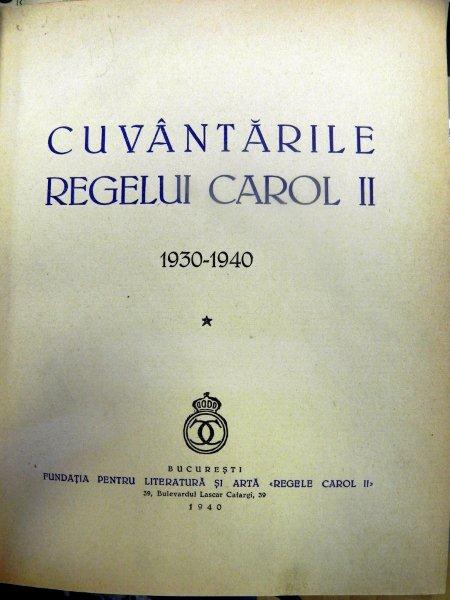 CUVÂNTĂRILE
REGELUI CAROL II
1930-1940
★
BUCUREȘTI
FUNDAȚIA PENTRU LITERATURĂ ȘI ARTĂ «REGELE CAROL II»
39, Bulevardul Lascar Catargi, 39
1940